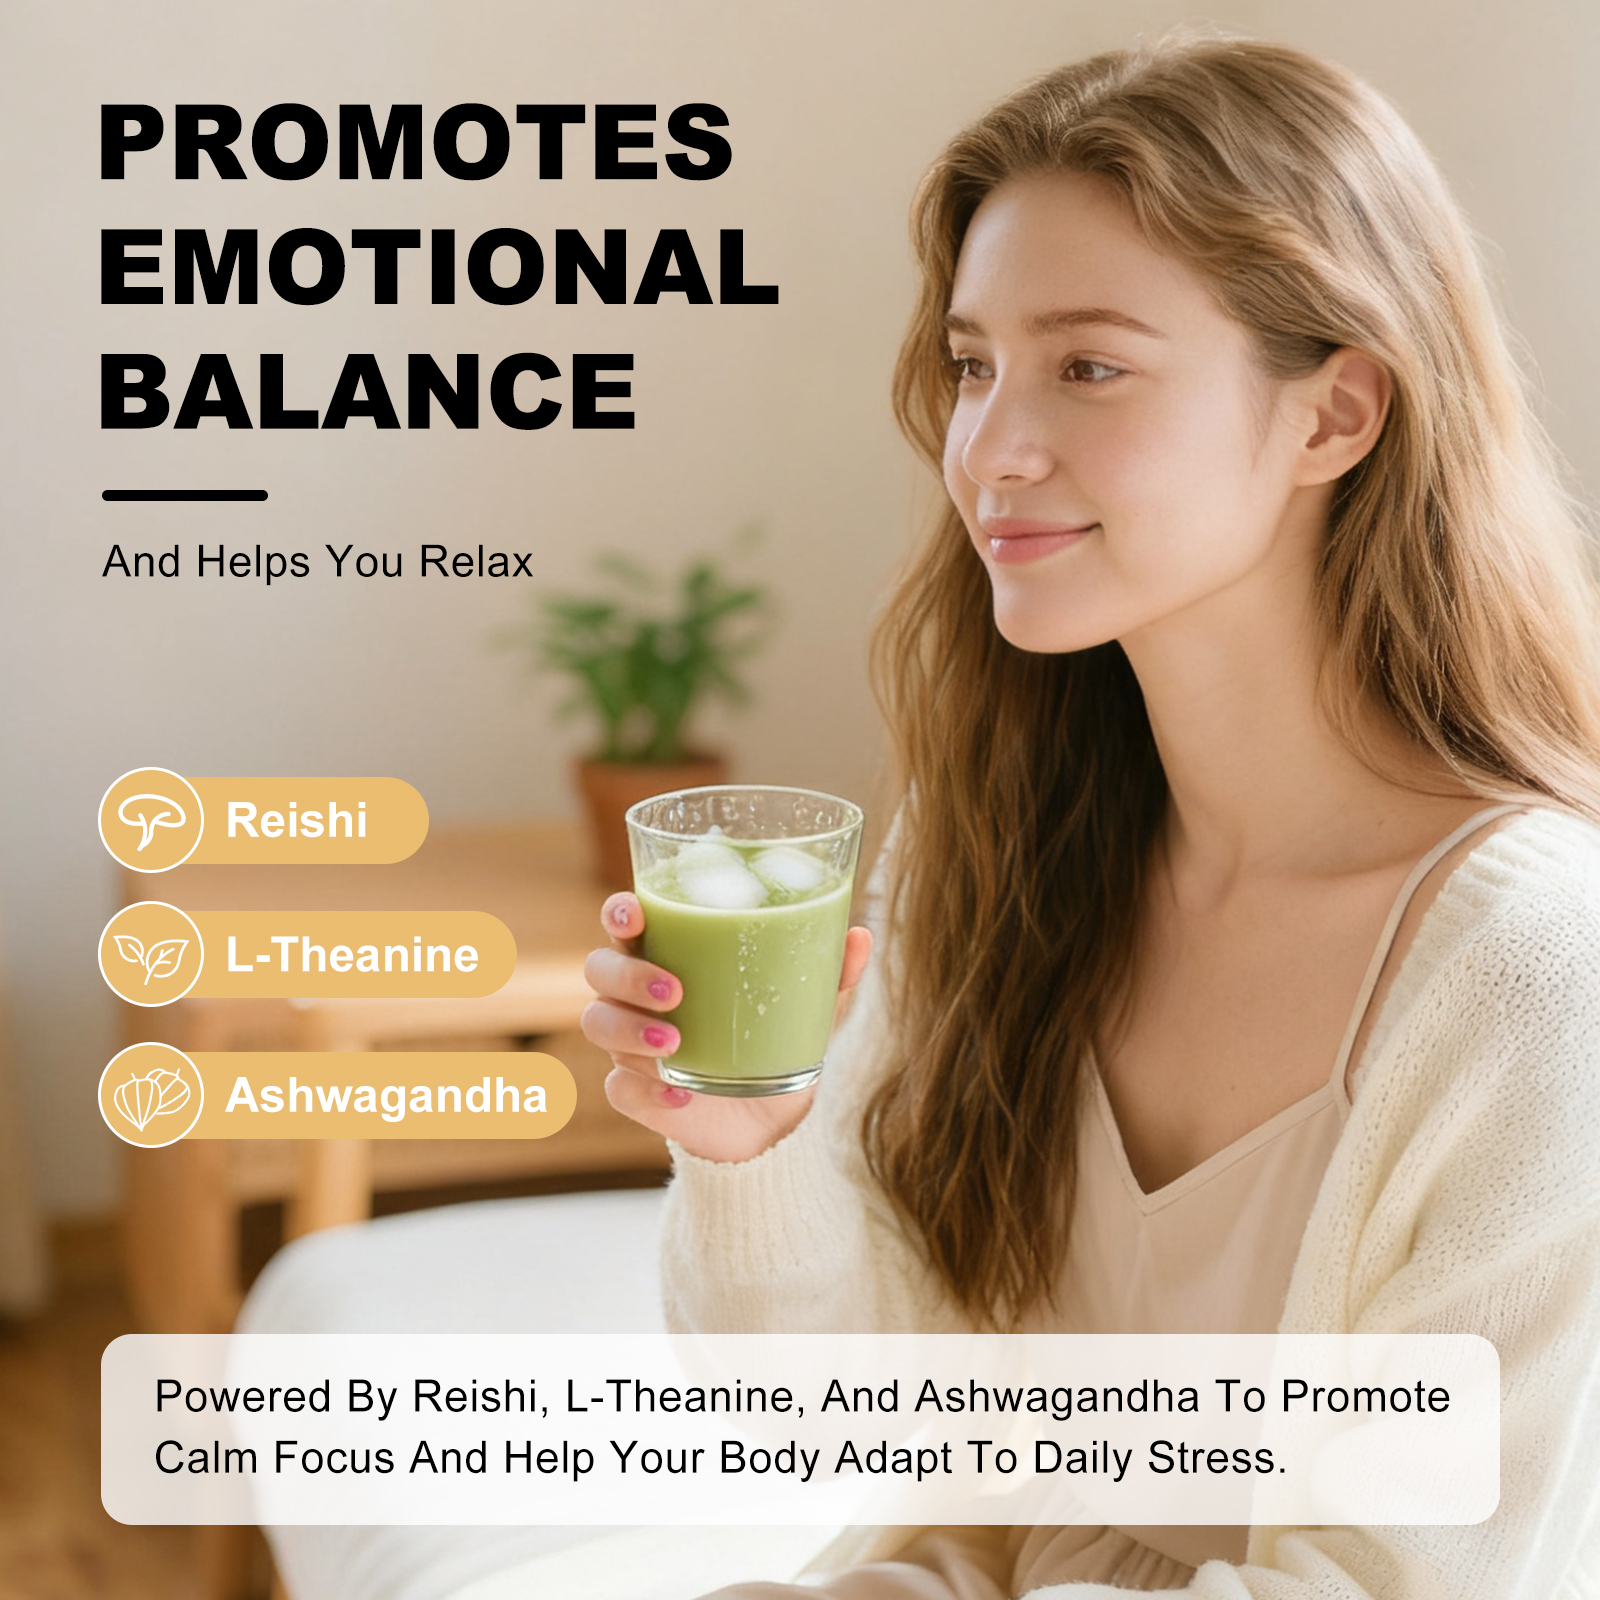 PROMOTES
EMOTIONAL
BALANCE
And Helps You Relax
Reishi
L-Theanine
Ashwagandha
Powered By Reishi, L-Theanine, And Ashwagandha To Promote
Calm Focus And Help Your Body Adapt To Daily Stress.